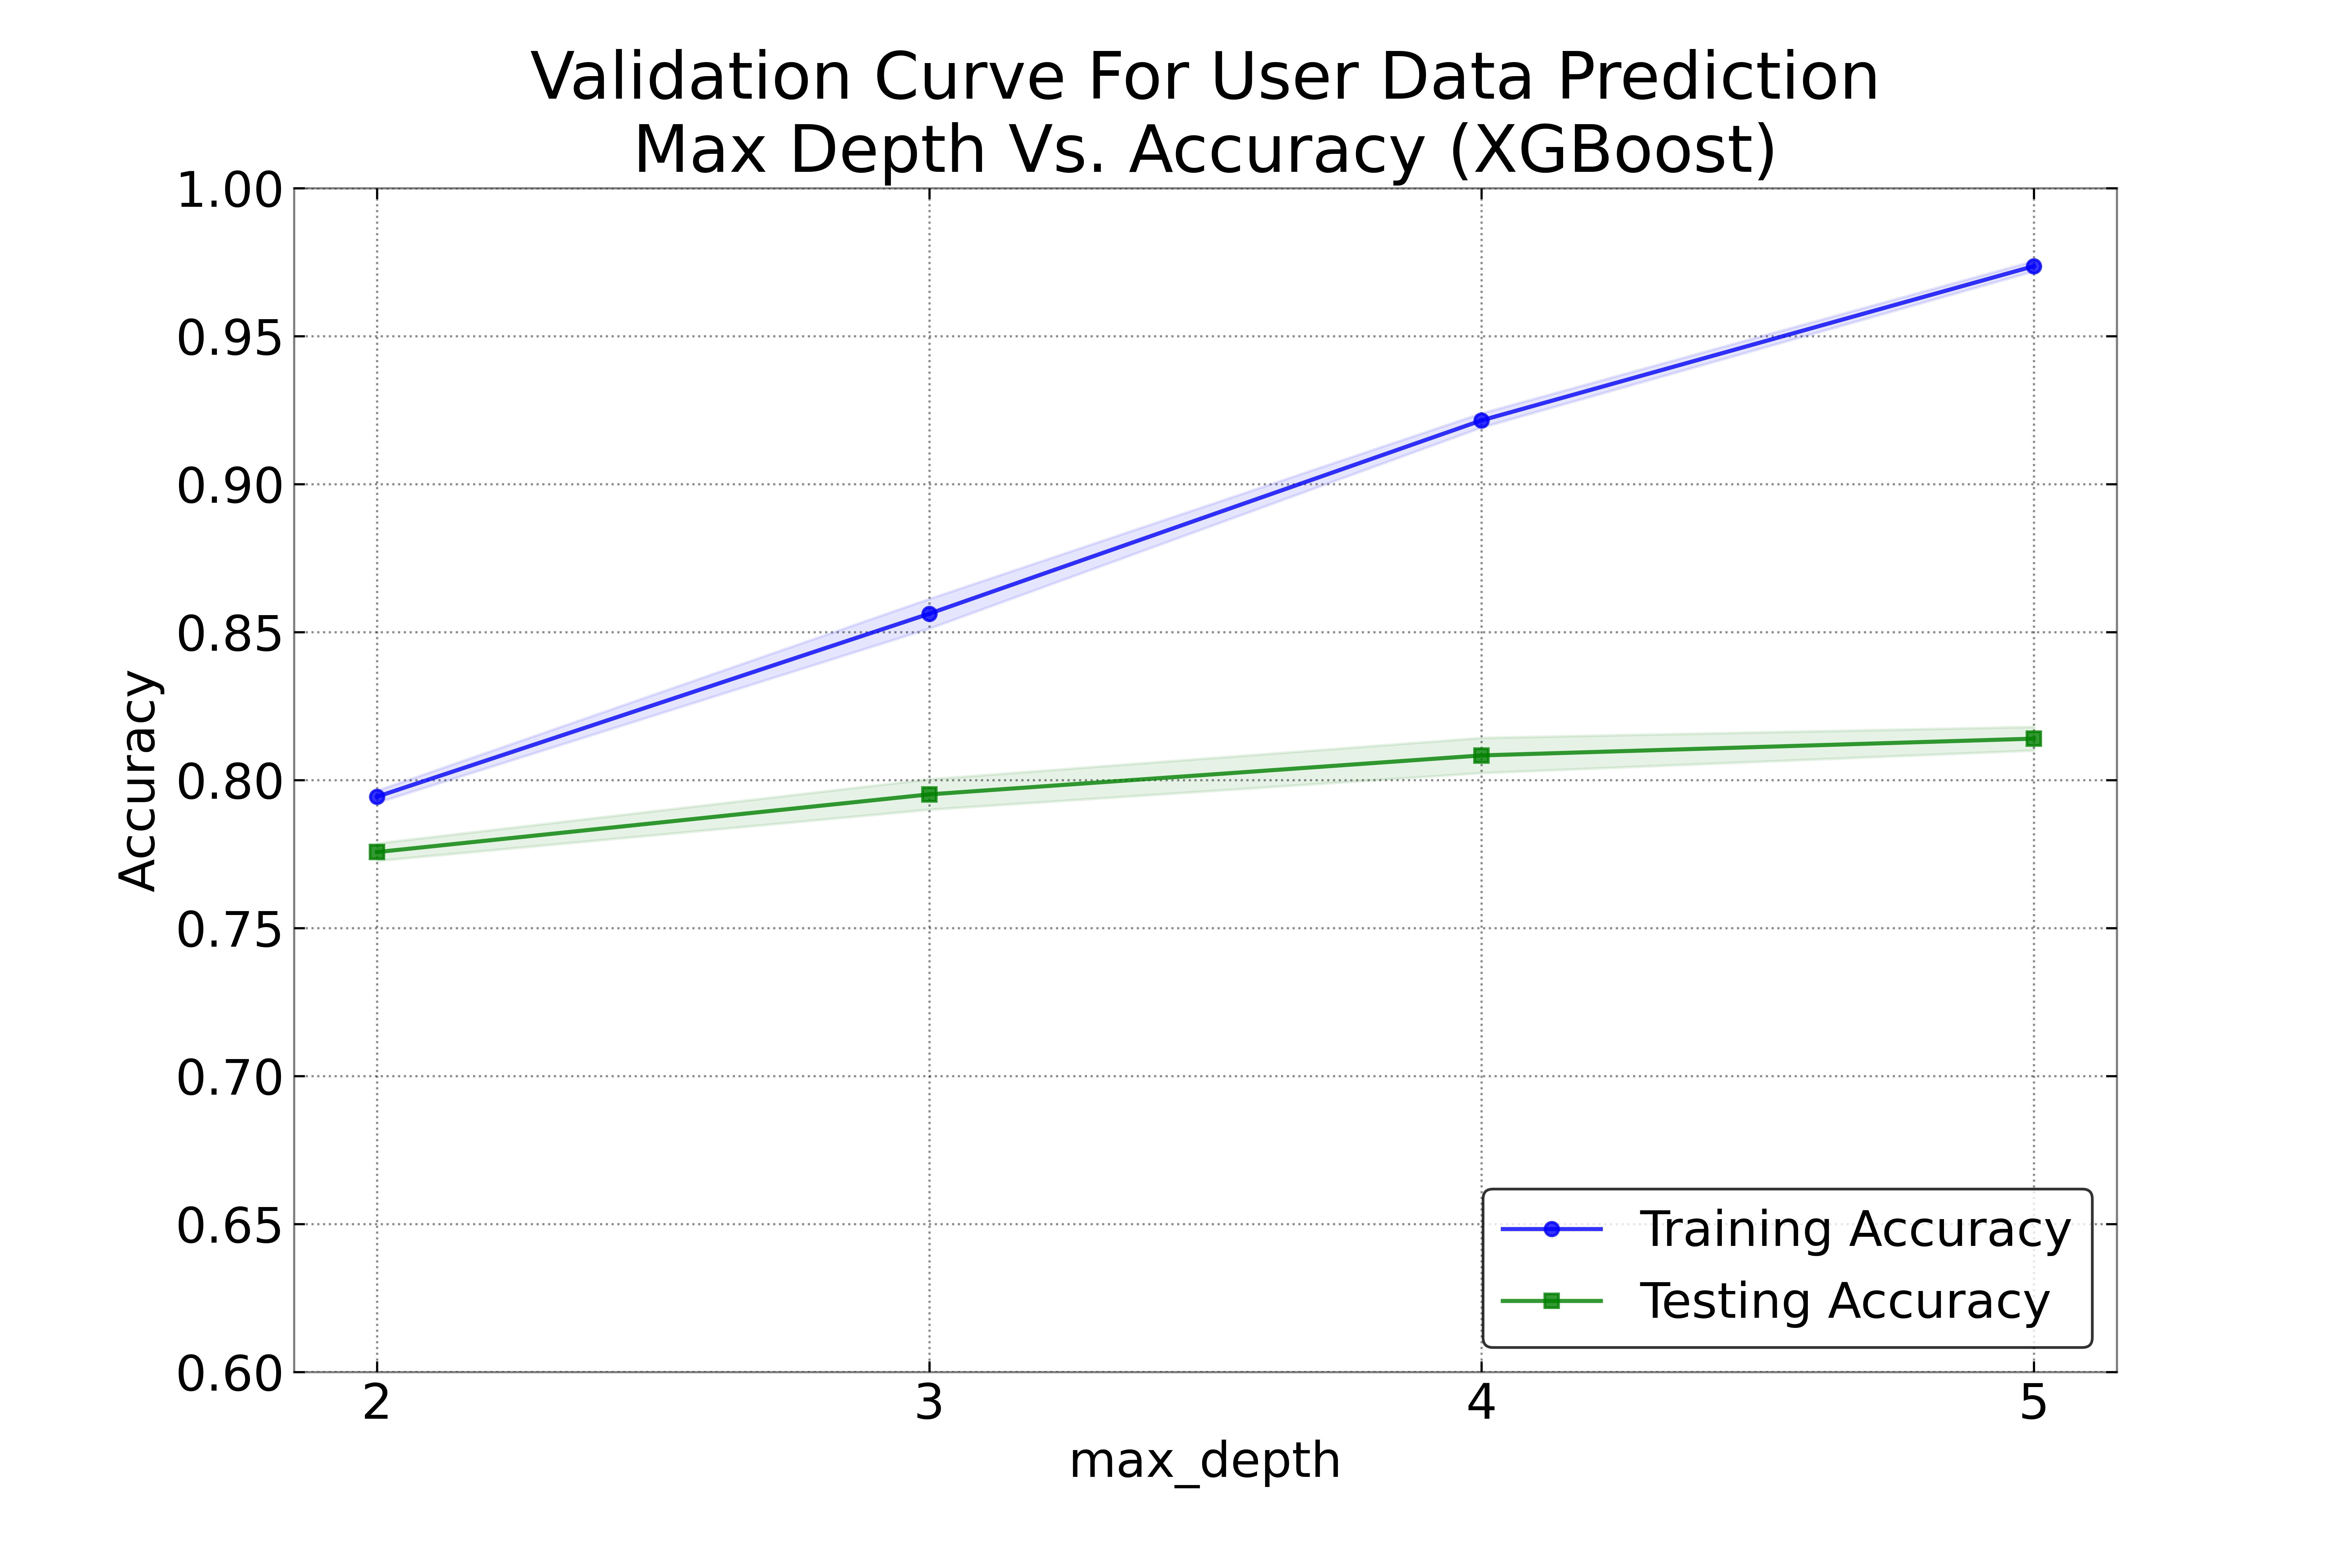 Validation Curve For User Data Prediction
Max Depth Vs. Accuracy (XGBoost)
1.00
0.95
0.90
0.85
0.80
0.75
0.70
0.65
0.60
Accuracy
Training Accuracy
Testing Accuracy
2 3 4 5
max_depth